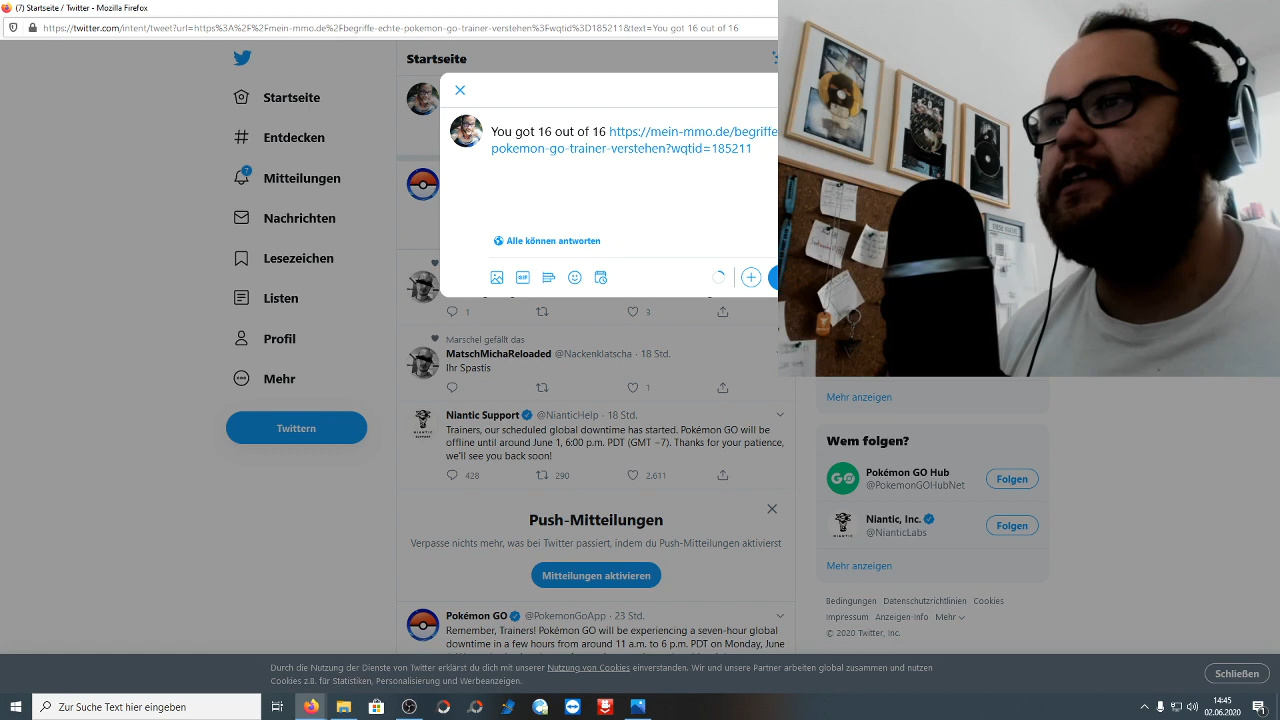 (7) Startseite / Twitter - Mozilla Firefox
https://twitter.com/intent/tweet?url=https%3A%2F%2Fmein-mmo.de%2Fbegriffe-echte-pokemon-go-trainer-verstehen%3Fwqtid%3D185211&text=You got 16 out of 16
Startseite
Startseite
Entdecken
7
Mitteilungen
Nachrichten
Lesezeichen
Listen
Profil
Mehr
Twittern
You got 16 out of 16 https://mein-mmo.de/begriffe
pokemon-go-trainer-verstehen?wqtid=185211
Alle können antworten
GIF
1
3
Marschel gefällt das
MatschMichaReloaded @Nackenklatscha · 18 Std.
Ihr Spastis
1
Niantic Support @NianticHelp · 18 Std.
Trainers, our scheduled global downtime has started. Pokémon GO will be
offline until around June 1, 6:00 p.m. PDT (GMT −7). Thanks for your patience,
we'll see you back soon!
428
290
2.611
Push-Mitteilungen
Verpasse nichts mehr, was bei Twitter passiert, indem du Push-Mitteilungen aktivierst
Mitteilungen aktivieren
Pokémon GO @PokemonGoApp · 23 Std.
Remember, Trainers! Pokémon GO will be experiencing a seven-hour global
downtime in a few hours from around 11 a.m. to 6 p.m. PDT on Monday, June
Mehr anzeigen
Wem folgen?
Pokémon GO Hub
@PokemonGOHubNet
Folgen
Niantic, Inc.
@NianticLabs
Folgen
Mehr anzeigen
Bedingungen Datenschutzrichtlinien Cookies
Impressum Anzeigen-Info Mehr
© 2020 Twitter, Inc.
Durch die Nutzung der Dienste von Twitter erklärst du dich mit unserer Nutzung von Cookies einverstanden. Wir und unsere Partner arbeiten global zusammen und nutzen
Cookies z.B. für Statistiken, Personalisierung und Werbeanzeigen.
Schließen
Zur Suche Text hier eingeben
14:45
02.06.2020